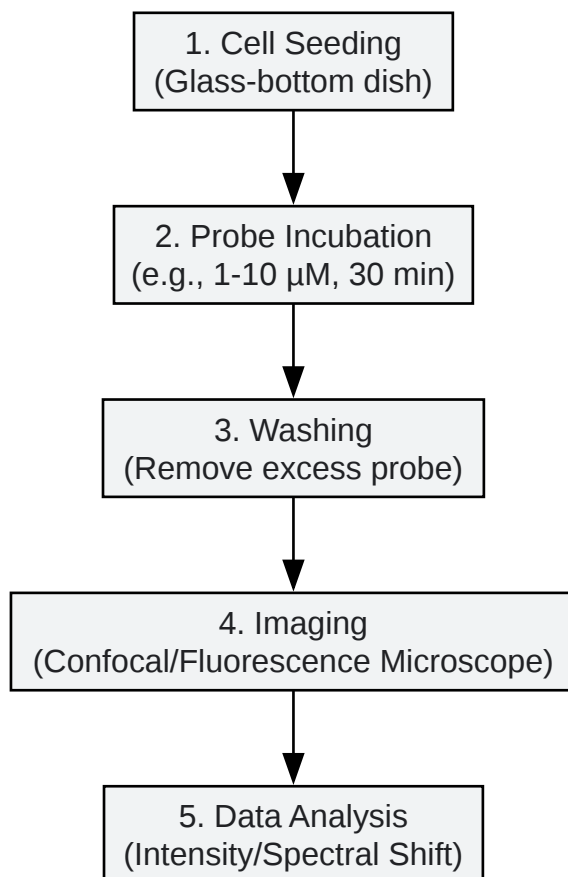 1. Cell Seeding
(Glass-bottom dish)
2. Probe Incubation
(e.g., 1-10 µM, 30 min)
3. Washing
(Remove excess probe)
4. Imaging
(Confocal/Fluorescence Microscope)
5. Data Analysis
(Intensity/Spectral Shift)